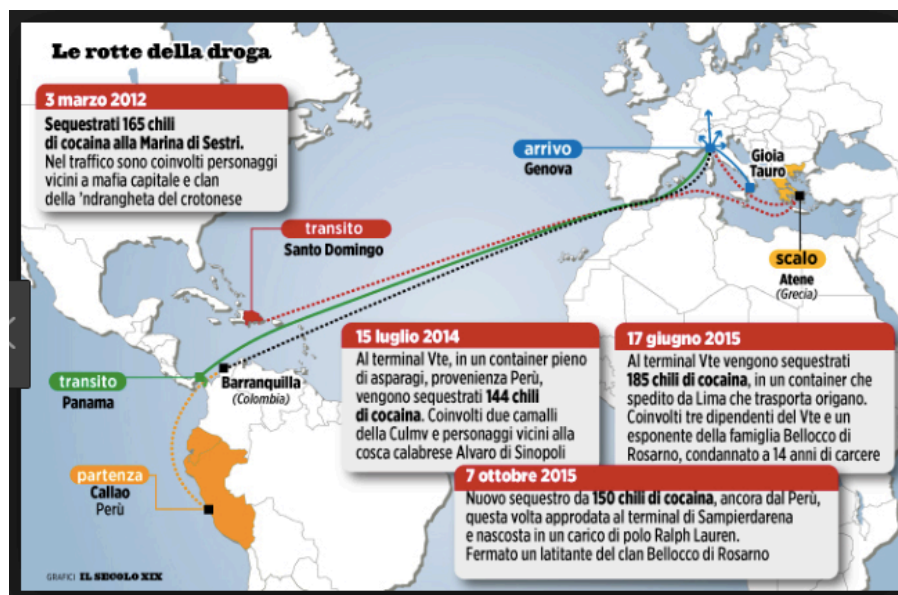 Le rotte della droga
3 marzo 2012
Sequestrati 165 chili
di cocaina alla Marina di Sestri.
Nel traffico sono coinvolti personaggi
vicini a mafia capitale e clan
della 'ndrangheta del crotonese
transito
Santo Domingo
arrivo
Genova
Gioia
Tauro
scalo
Atene
(Grecia)
transito
Panama
Barranquilla
(Colombia)
partenza
Callao
Perù
15 luglio 2014
Al terminal Vte, in un container pieno
di asparagi, provenienza Perù,
vengono sequestrati 144 chili
di cocaina. Coinvolti due camalli
della Culmv e personaggi vicini alla
cosca calabrese Alvaro di Sinopoli
17 giugno 2015
Al terminal Vte vengono sequestrati
185 chili di cocaina, in un container che
spedito da Lima che trasporta origano.
Coinvolti tre dipendenti del Vte e un
esponente della famiglia Bellocco di
Rosarno, condannato a 14 anni di carcere
7 ottobre 2015
Nuovo sequestro da 150 chili di cocaina, ancora dal Perù,
questa volta approdata al terminal di Sampierdarena
e nascosta in un carico di polo Ralph Lauren.
Fermato un latitante del clan Bellocco di Rosarno
GRAFICI IL SECOLO XIX